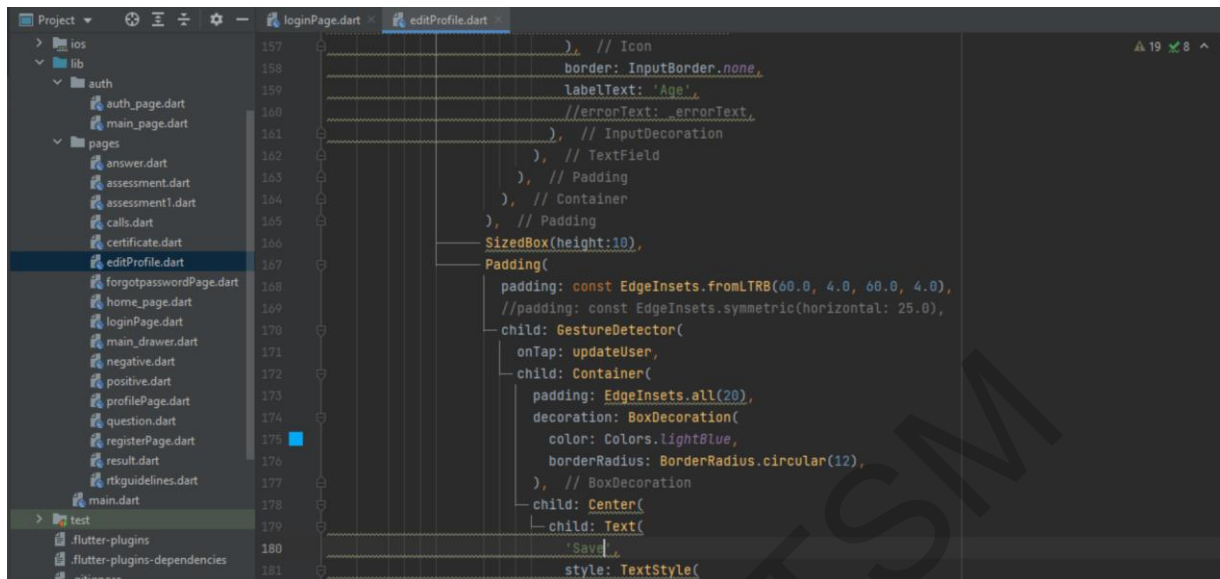 Project
loginPage.dart
editProfile.dart
ios
lib
auth
auth_page.dart
main_page.dart
pages
answer.dart
assessment.dart
assessment1.dart
calls.dart
certificate.dart
editProfile.dart
forgotpasswordPage.dart
home_page.dart
loginPage.dart
main_drawer.dart
negative.dart
positive.dart
profilePage.dart
question.dart
registerPage.dart
result.dart
rtkguidelines.dart
main.dart
test
.flutter-plugins
.flutter-plugins-dependencies
19 8
157 ), // Icon
158 border: InputBorder.none,
159 labelText: 'Age',
160 //errorText: _errorText,
161 ), // InputDecoration
162 ), // TextField
163 ), // Padding
164 ), // Container
165 ), // Padding
166 SizedBox(height:10),
167 Padding(
168 padding: const EdgeInsets.fromLTRB(60.0, 4.0, 60.0, 4.0),
169 //padding: const EdgeInsets.symmetric(horizontal: 25.0),
170 child: GestureDetector(
171 onTap: updateUser,
172 child: Container(
173 padding: EdgeInsets.all(20),
174 decoration: BoxDecoration(
175 color: Colors.lightBlue,
176 borderRadius: BorderRadius.circular(12),
177 ), // BoxDecoration
178 child: Center(
179 child: Text(
180 'Save',
181 style: TextStyle(